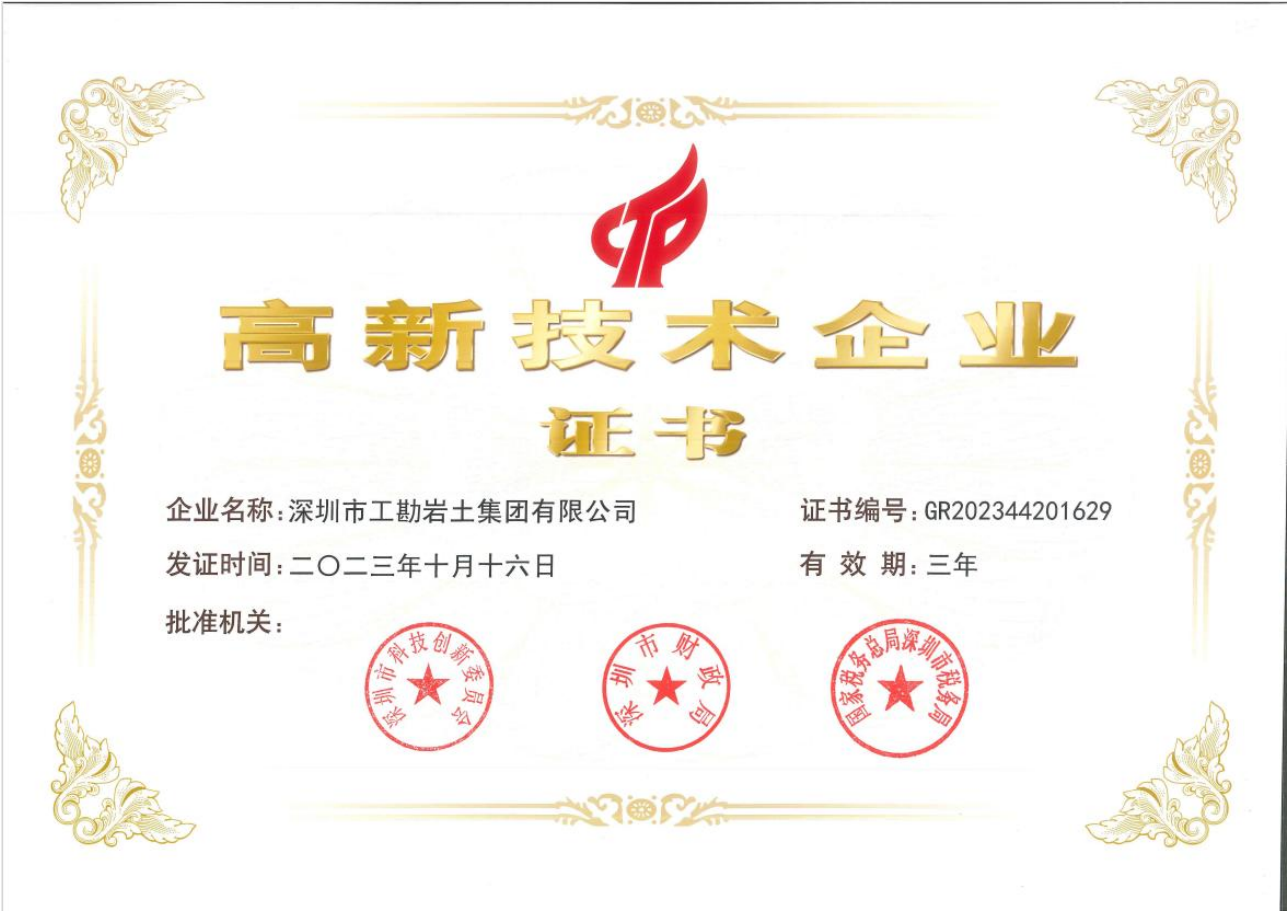 高新技术企业
证书
企业名称:深圳市工勘岩土集团有限公司
证书编号:GR202344201629
发证时间:二〇二三年十月十六日
有 效 期:三年
批准机关:
深圳市科技创新委员会
深圳市财政局
国家税务总局深圳市税务局